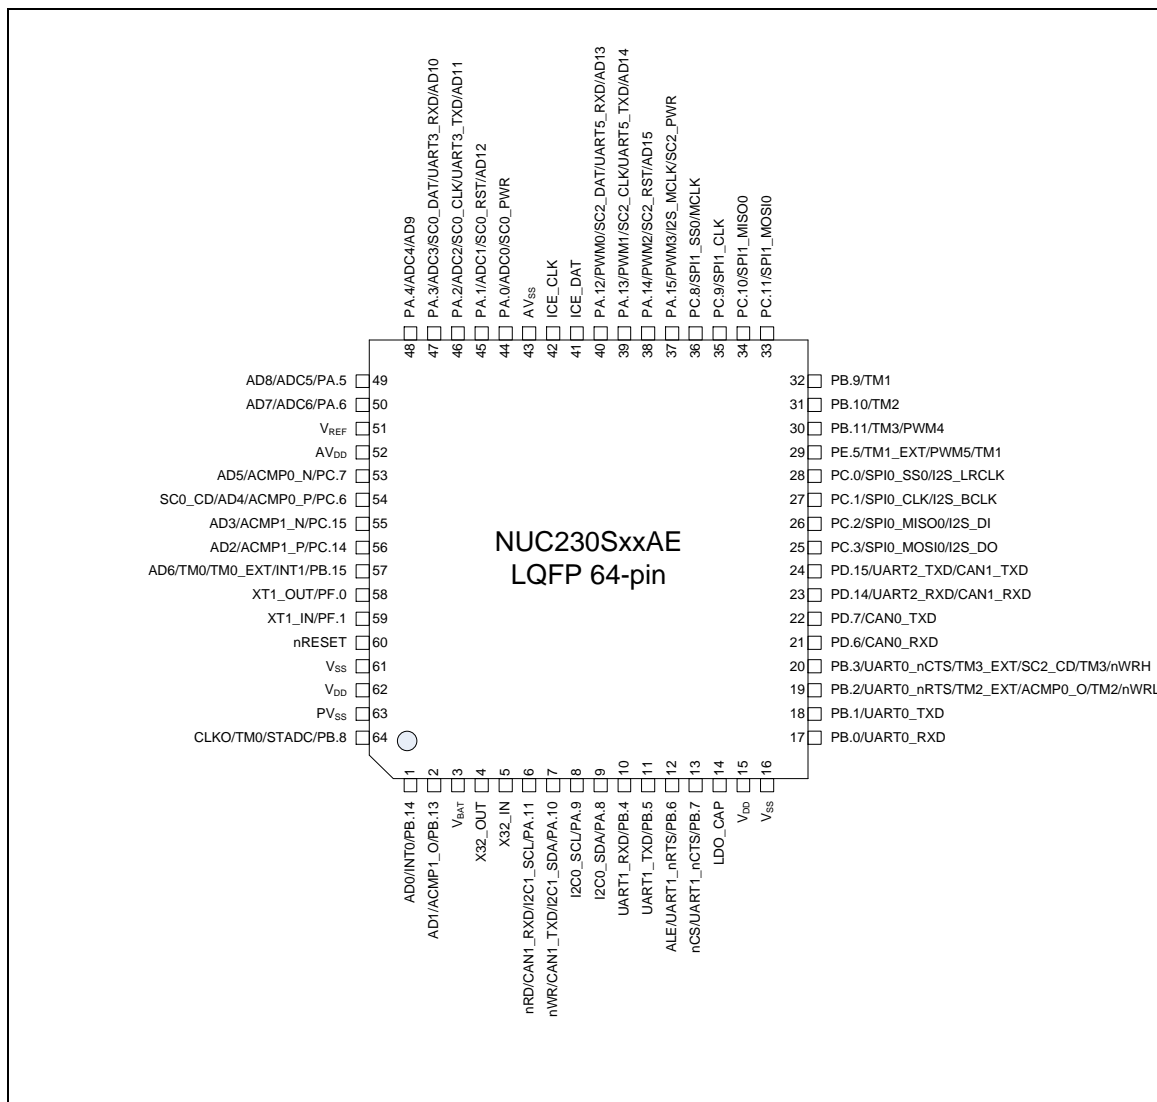 PA.4/ADC4/AD9
PA.3/ADC3/SC0_DAT/UART3_RXD/AD10
PA.2/ADC2/SC0_CLK/UART3_TXD/AD11
PA.1/ADC1/SC0_RST/AD12
PA.0/ADC0/SC0_PWR
AVSS
ICE_CLK
ICE_DAT
PA.12/PWM0/SC2_DAT/UART5_RXD/AD13
PA.13/PWM1/SC2_CLK/UART5_TXD/AD14
PA.14/PWM2/SC2_RST/AD15
PA.15/PWM3/I2S_MCLK/SC2_PWR
PC.8/SPI1_SS0/MCLK
PC.9/SPI1_CLK
PC.10/SPI1_MISO0
PC.11/SPI1_MOSI0
48 47 46 45 44 43 42 41 40 39 38 37 36 35 34 33
AD8/ADC5/PA.5 49
AD7/ADC6/PA.6 50
VREF 51
AVDD 52
AD5/ACMP0_N/PC.7 53
SC0_CD/AD4/ACMP0_P/PC.6 54
AD3/ACMP1_N/PC.15 55
AD2/ACMP1_P/PC.14 56
AD6/TM0/TM0_EXT/INT1/PB.15 57
XT1_OUT/PF.0 58
XT1_IN/PF.1 59
nRESET 60
VSS 61
VDD 62
PVSS 63
CLKO/TM0/STADC/PB.8 64
NUC230SxxAE
LQFP 64-pin
32 PB.9/TM1
31 PB.10/TM2
30 PB.11/TM3/PWM4
29 PE.5/TM1_EXT/PWM5/TM1
28 PC.0/SPI0_SS0/I2S_LRCLK
27 PC.1/SPI0_CLK/I2S_BCLK
26 PC.2/SPI0_MISO0/I2S_DI
25 PC.3/SPI0_MOSI0/I2S_DO
24 PD.15/UART2_TXD/CAN1_TXD
23 PD.14/UART2_RXD/CAN1_RXD
22 PD.7/CAN0_TXD
21 PD.6/CAN0_RXD
20 PB.3/UART0_nCTS/TM3_EXT/SC2_CD/TM3/nWRH
19 PB.2/UART0_nRTS/TM2_EXT/ACMP0_O/TM2/nWRL
18 PB.1/UART0_TXD
17 PB.0/UART0_RXD
1 2 3 4 5 6 7 8 9 10 11 12 13 14 15 16
AD0/INT0/PB.14
AD1/ACMP1_O/PB.13
VBAT
X32_OUT
X32_IN
nRD/CAN1_RXD/I2C1_SCL/PA.11
nWR/CAN1_TXD/I2C1_SDA/PA.10
I2C0_SCL/PA.9
I2C0_SDA/PA.8
UART1_RXD/PB.4
UART1_TXD/PB.5
ALE/UART1_nRTS/PB.6
nCS/UART1_nCTS/PB.7
LDO_CAP
VDD
VSS